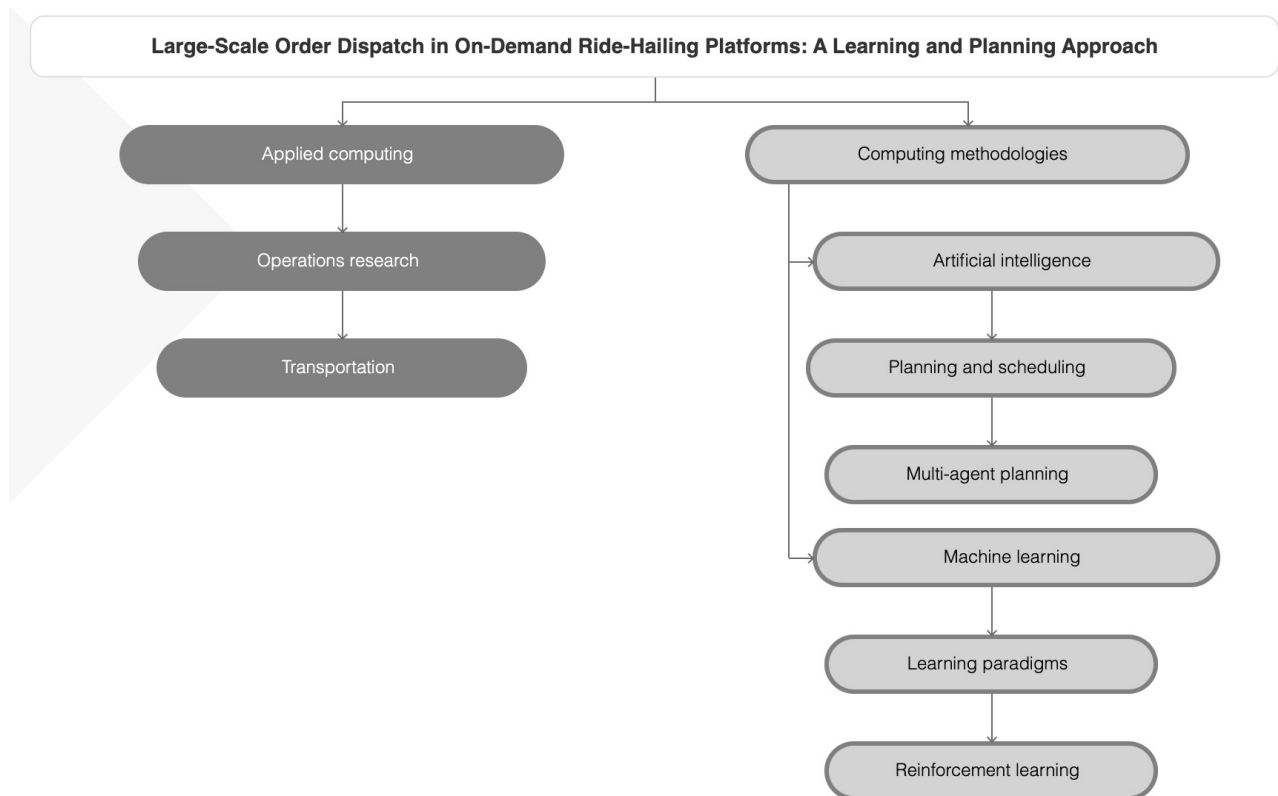 Large-Scale Order Dispatch in On-Demand Ride-Hailing Platforms: A Learning and Planning Approach
Applied computing
Operations research
Transportation
Computing methodologies
Artificial intelligence
Planning and scheduling
Multi-agent planning
Machine learning
Learning paradigms
Reinforcement learning